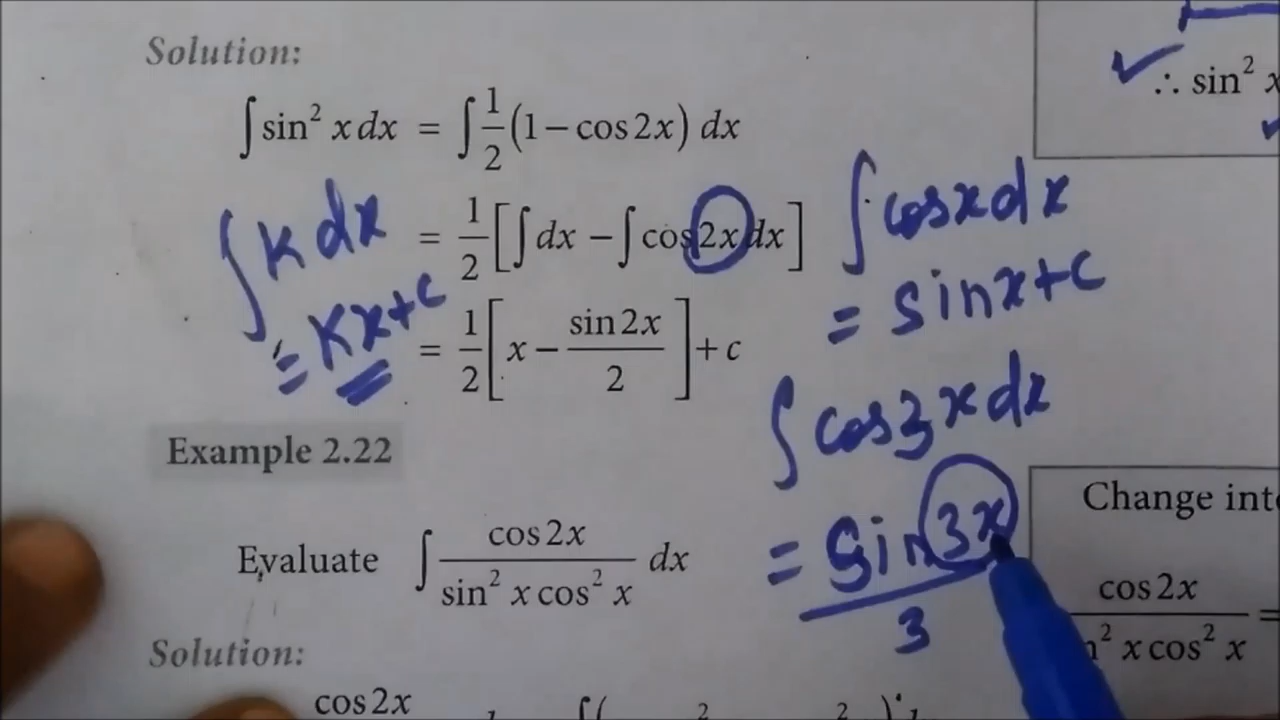 Solution:
∫ sin² x dx = ∫ 1/2 (1 − cos 2x) dx
∴ sin² x
= 1/2 [∫ dx − ∫ cos 2x dx]
∫ K dx
= Kx + c
∫ cos x dx
= sin x + c
= 1/2 [x − sin 2x / 2] + c
∫ cos 3x dx
= sin 3x / 3
Example 2.22
Evaluate ∫ cos 2x / sin² x cos² x dx
Change
cos 2x / x cos² x =
Solution:
cos 2x